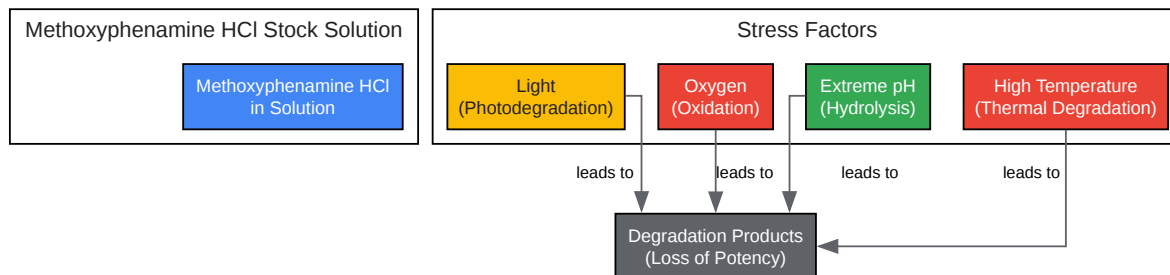 Methoxyphenamine HCl Stock Solution
Stress Factors
Methoxyphenamine HCl
in Solution
Light
(Photodegradation)
Oxygen
(Oxidation)
Extreme pH
(Hydrolysis)
High Temperature
(Thermal Degradation)
leads to
leads to
leads to
leads to
Degradation Products
(Loss of Potency)